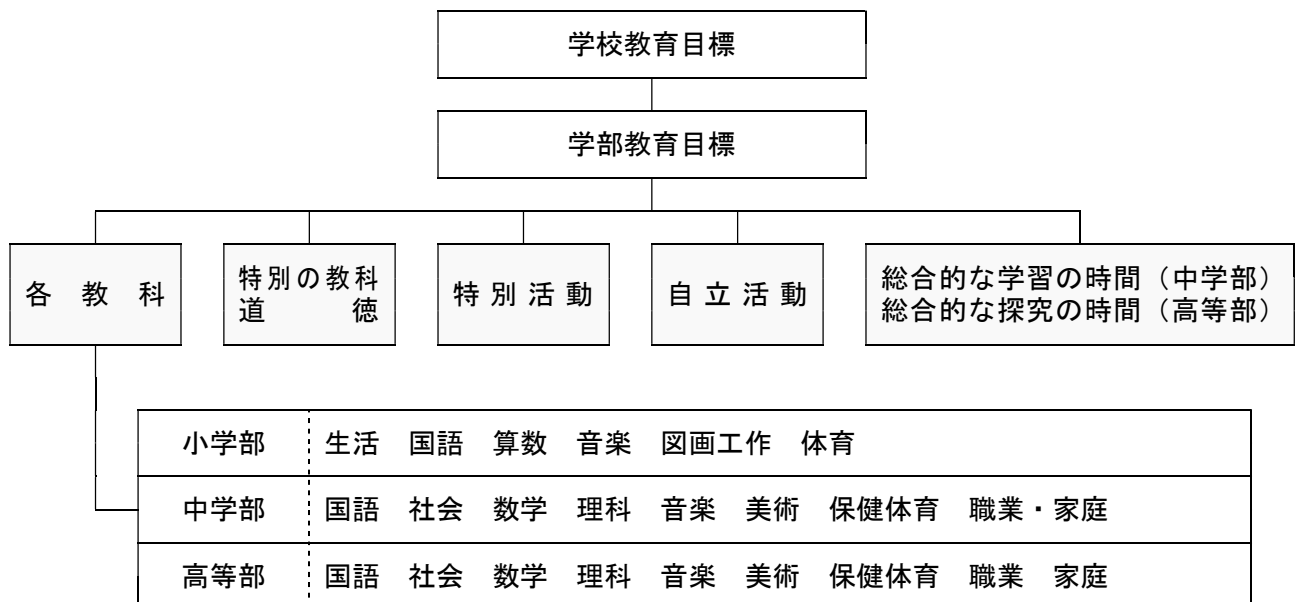 学校教育目標
学部教育目標
各教科
特別の教科
道徳
特別活動
自立活動
総合的な学習の時間（中学部）
総合的な探究の時間（高等部）
小学部 生活 国語 算数 音楽 図画工作 体育
中学部 国語 社会 数学 理科 音楽 美術 保健体育 職業・家庭
高等部 国語 社会 数学 理科 音楽 美術 保健体育 職業 家庭